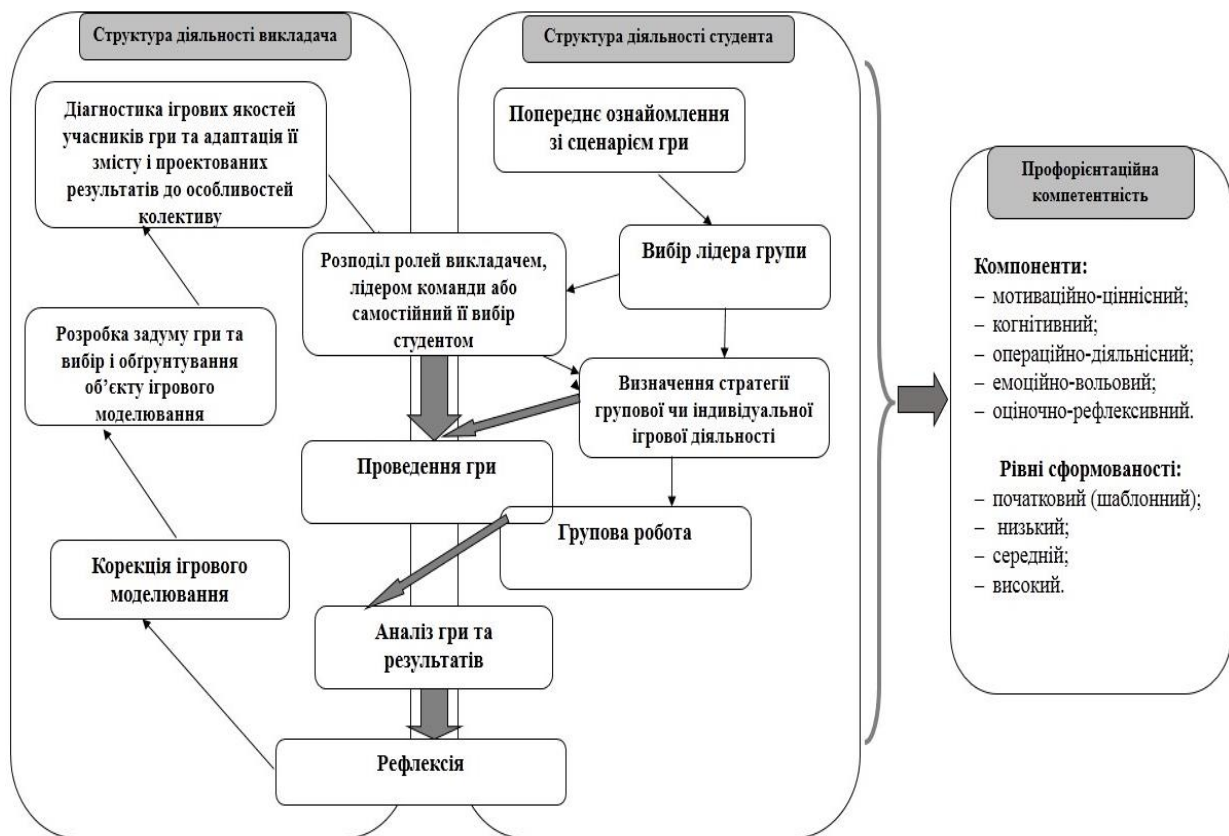 Структура діяльності викладача
Діагностика ігрових якостей
учасників гри та адаптація її
змісту і проектованих
результатів до особливостей
колективу
Розробка задуму гри та
вибір і обґрунтування
об’єкту ігрового
моделювання
Корекція ігрового
моделювання
Розподіл ролей викладачем,
лідером команди або
самостійний її вибір
студентом
Проведення гри
Аналіз гри та
результатів
Рефлексія
Структура діяльності студента
Попереднє ознайомлення
зі сценарієм гри
Вибір лідера групи
Визначення стратегії
групової чи індивідуальної
ігрової діяльності
Групова робота
Профорієнтаційна
компетентність
Компоненти:
– мотиваційно-ціннісний;
– когнітивний;
– операційно-діяльнісний;
– емоційно-вольовий;
– оціночно-рефлексивний.
Рівні сформованості:
– початковий (шаблонний);
– низький;
– середній;
– високий.